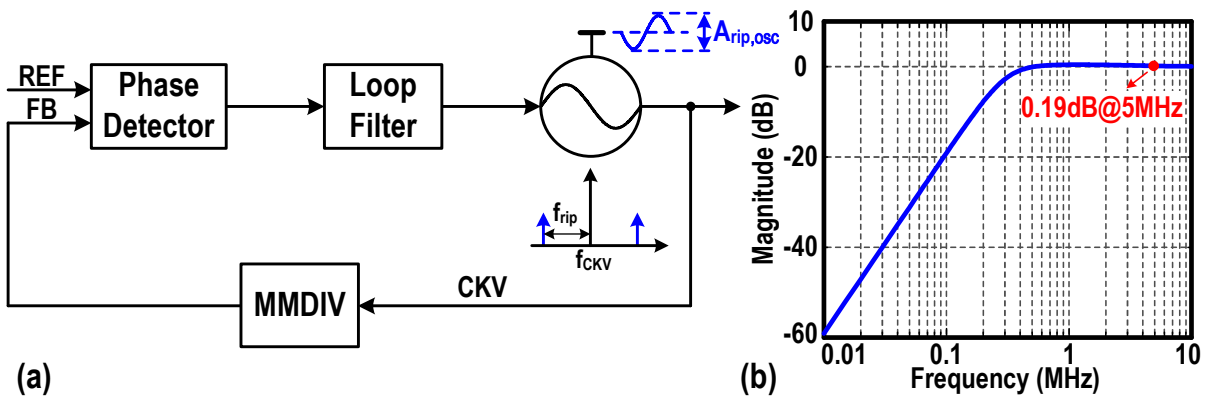 REF
FB
Phase
Detector
Loop
Filter
A_rip,osc
f_rip
f_CKV
MMDIV
CKV
(a)
Magnitude (dB)
10
0
-20
-40
-60
0.19dB@5MHz
0.01
0.1
1
10
Frequency (MHz)
(b)